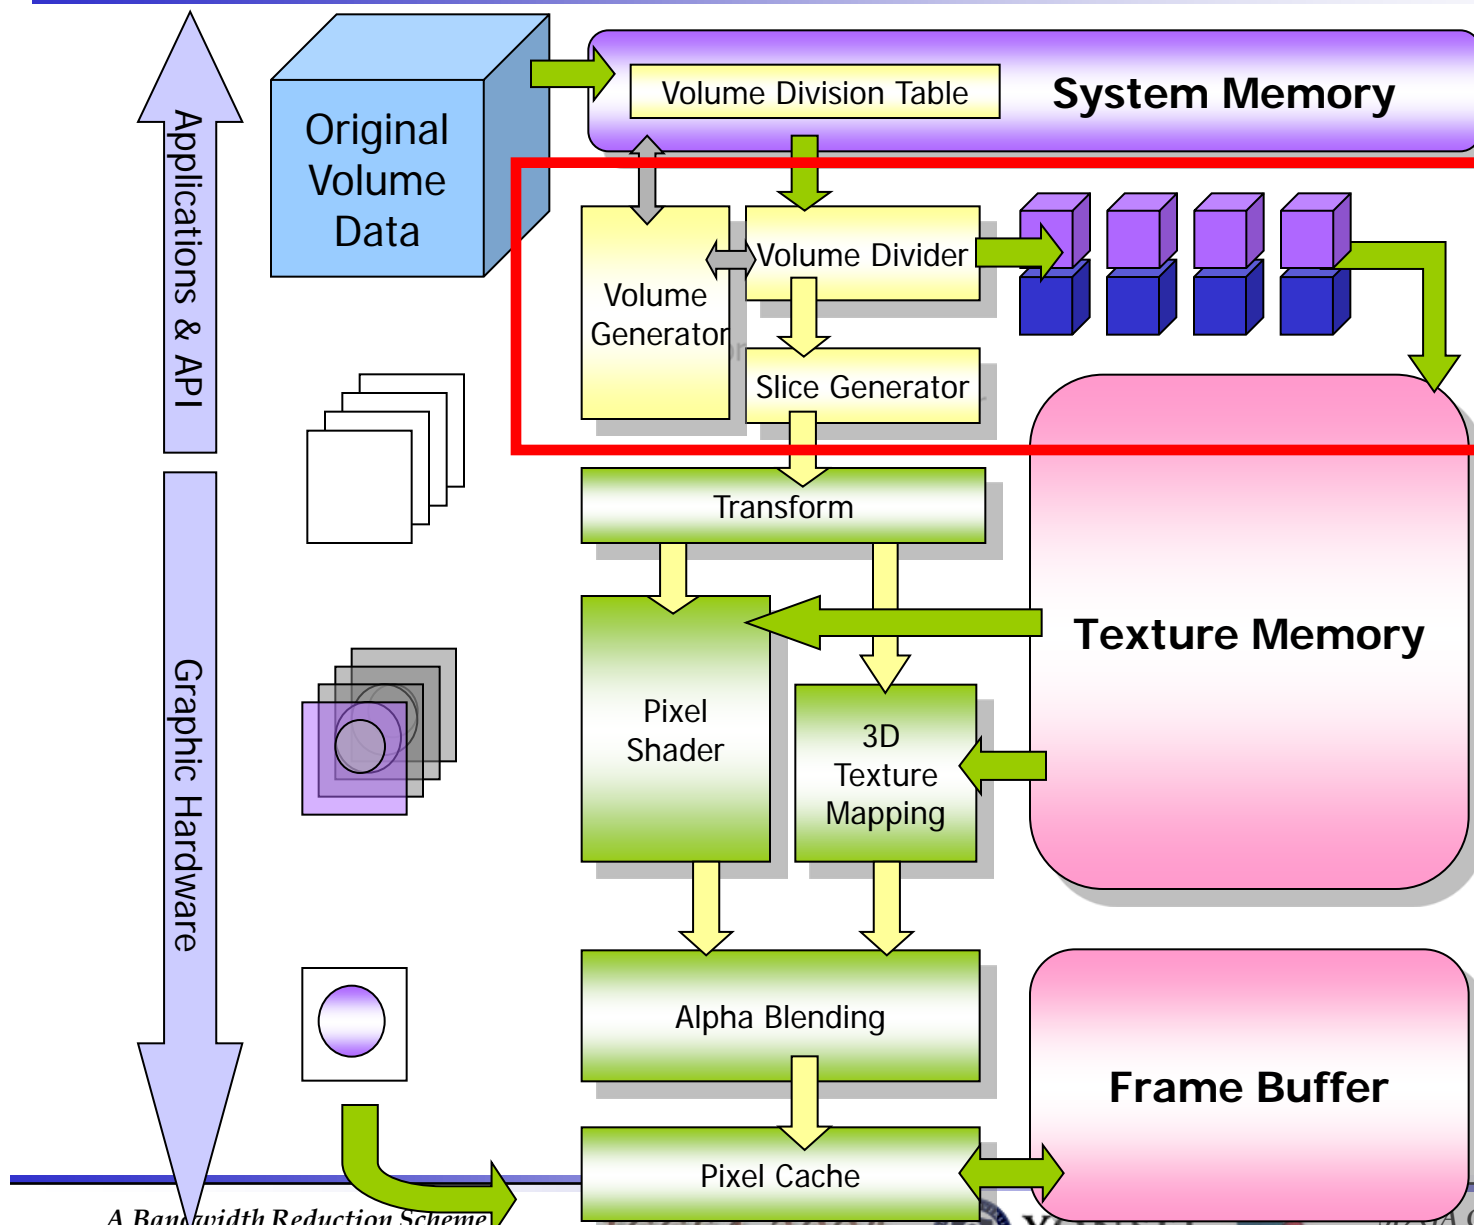 Applications & API
Original
Volume
Data
Volume Division Table
System Memory
Volume
Generator
Volume Divider
Slice Generator
Transform
Graphic Hardware
Pixel
Shader
3D
Texture
Mapping
Texture Memory
Alpha Blending
Frame Buffer
Pixel Cache
A Bandwidth Reduction Scheme